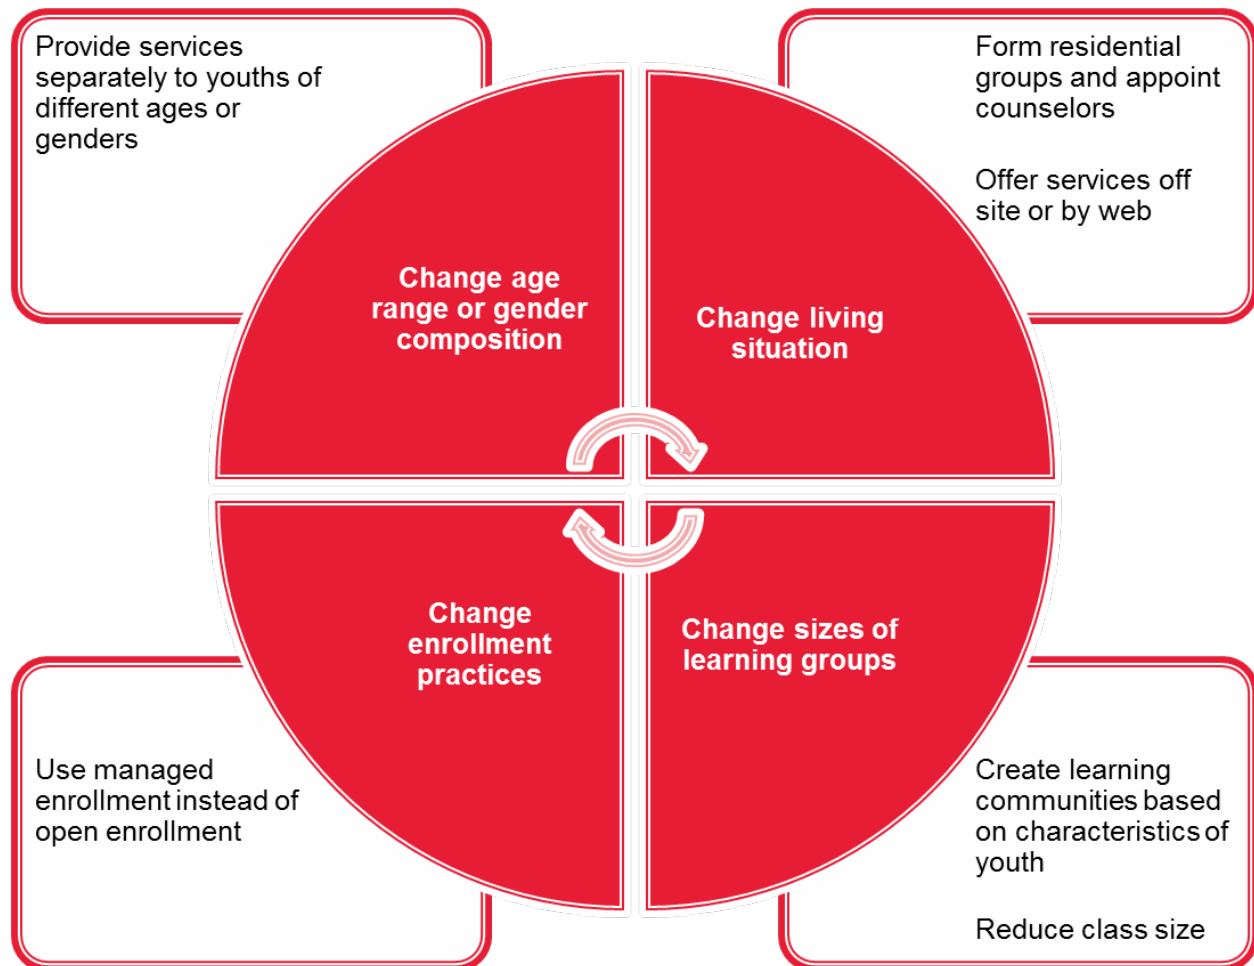 Provide services
separately to youths of
different ages or
genders
Form residential
groups and appoint
counselors
Offer services off
site or by web
Change age
range or gender
composition
Change living
situation
Change
enrollment
practices
Change sizes of
learning groups
Use managed
enrollment instead of
open enrollment
Create learning
communities based
on characteristics of
youth
Reduce class size